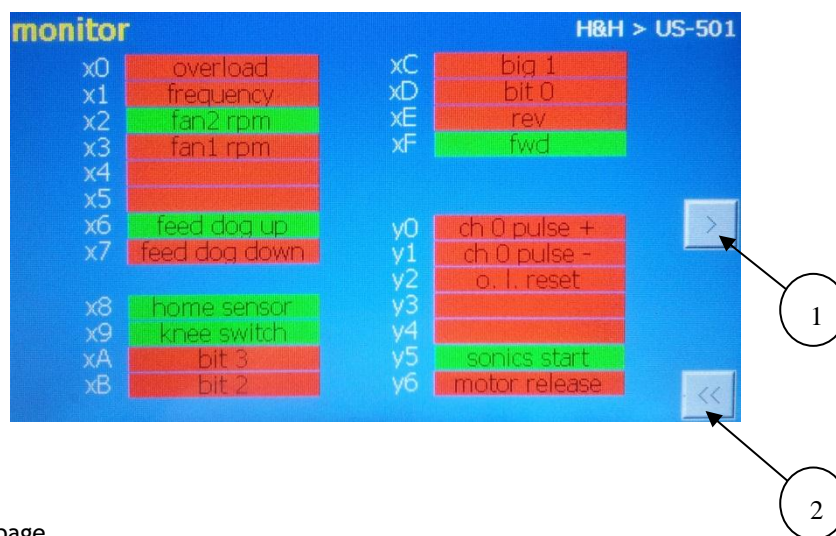 monitor H&H > US-501
x0 overload
x1 frequency
x2 fan2 rpm
x3 fan1 rpm
x4
x5
x6 feed dog up
x7 feed dog down
x8 home sensor
x9 knee switch
xA bit 3
xB bit 2
xC big 1
xD bit 0
xE rev
xF fwd
y0 ch 0 pulse +
y1 ch 0 pulse -
y2 o. l. reset
y3
y4
y5 sonics start
y6 motor release
>
<<
1
2
page